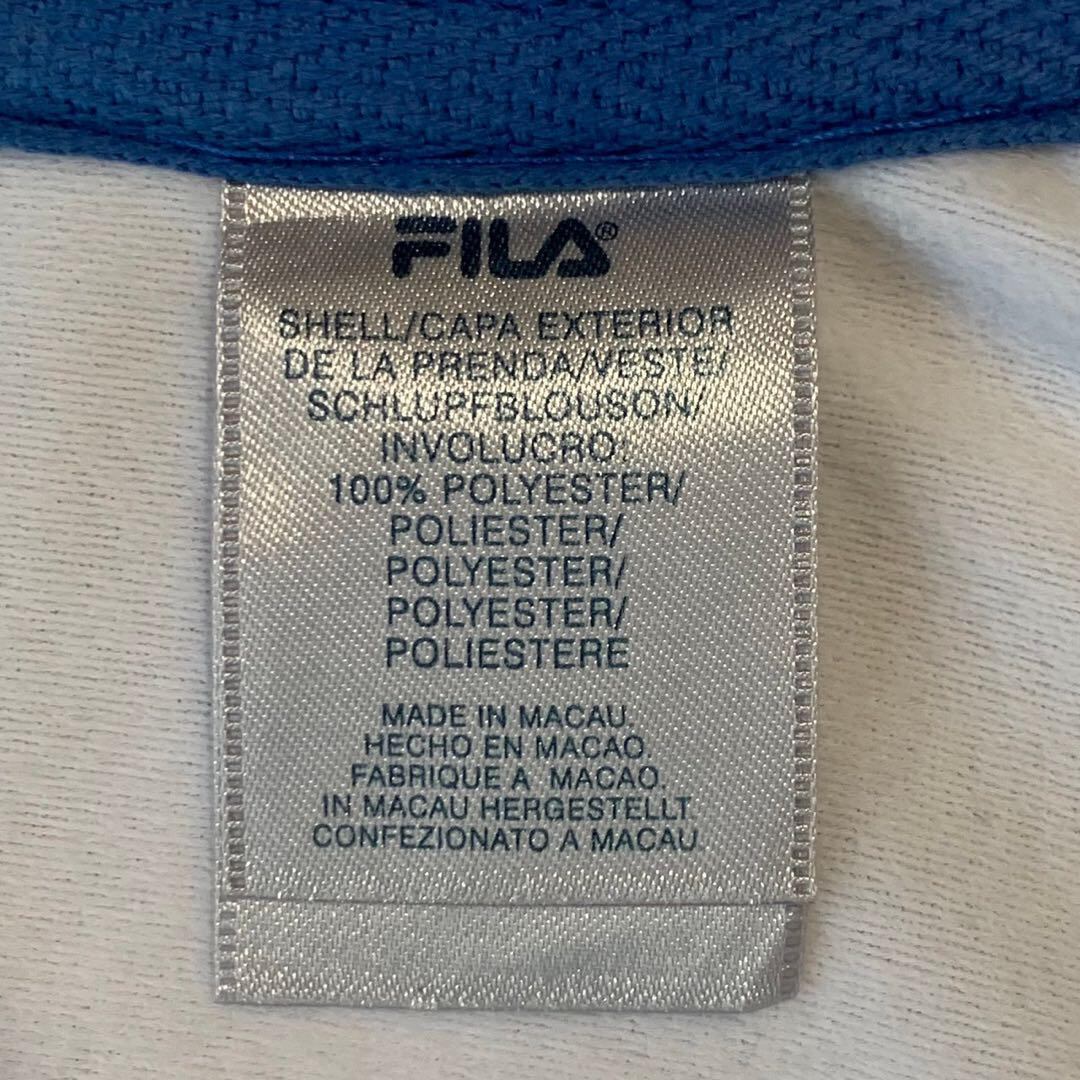 FILA®
SHELL/CAPA EXTERIOR
DE LA PRENDA/VESTE/
SCHLUPFBLOUSON/
INVOLUCRO:
100% POLYESTER/
POLIESTER/
POLYESTER/
POLYESTER/
POLIESTERE
MADE IN MACAU.
HECHO EN MACAO.
FABRIQUE A MACAO.
IN MACAU HERGESTELLT
CONFEZIONATO A MACAU.